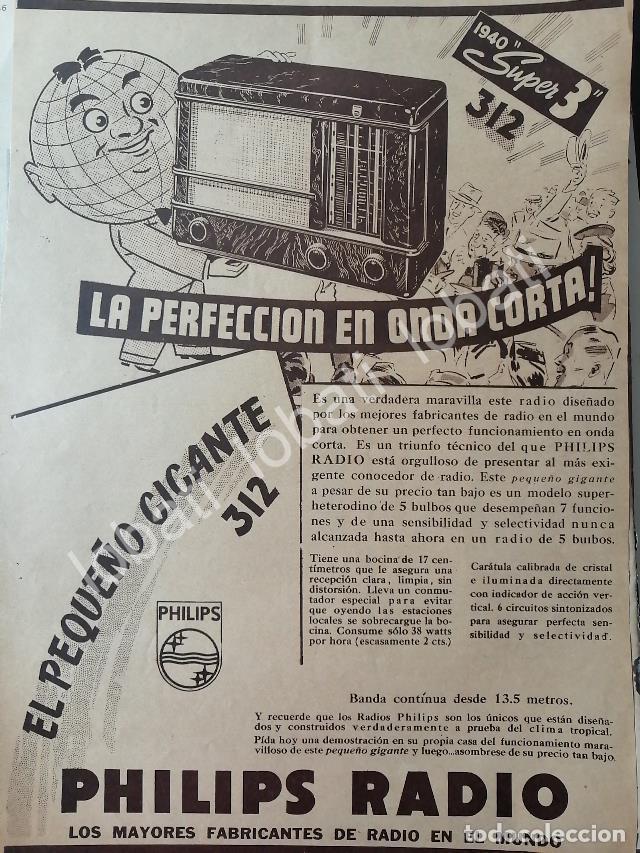 1940 "Super 3"
312
LA PERFECCION EN ONDA CORTA!
EL PEQUEÑO GIGANTE
312
Es una verdadera maravilla este radio diseñado
por los mejores fabricantes de radio en el mundo
para obtener un perfecto funcionamiento en onda
corta. Es un triunfo técnico del que PHILIPS
RADIO está orgulloso de presentar al más exi-
gente conocedor de radio. Este pequeño gigante
a pesar de su precio tan bajo es un modelo super-
heterodino de 5 bulbos que desempeñan 7 funcio-
nes y de una sensibilidad y selectividad nunca
alcanzada hasta ahora en un radio de 5 bulbos.
Tiene una bocina de 17 cen-
tímetros que le asegura una
recepción clara, limpia, sin
distorsión. Lleva un conmu-
tador especial para evitar
que oyendo las estaciones
locales se sobrecargue la bo-
cina. Consume sólo 38 watts
por hora (escasamente 2 cts.)
Carátula calibrada de cristal
e iluminada directamente
con indicador de acción ver-
tical. 6 circuitos sintonizados
para asegurar perfecta sen-
sibilidad y selectividad.
PHILIPS
Banda contínua desde 13.5 metros.
Y recuerde que los Radios Philips son los únicos que están diseña-
dos y construidos verdaderamente a prueba del clima tropical.
Pída hoy una demostración en su propia casa del funcionamiento mara-
villoso de este pequeño gigante y luego...asombrese de su precio tan bajo.
PHILIPS RADIO
LOS MAYORES FABRICANTES DE RADIO EN EL MUNDO
lobati lobati lobati
todocoleccion